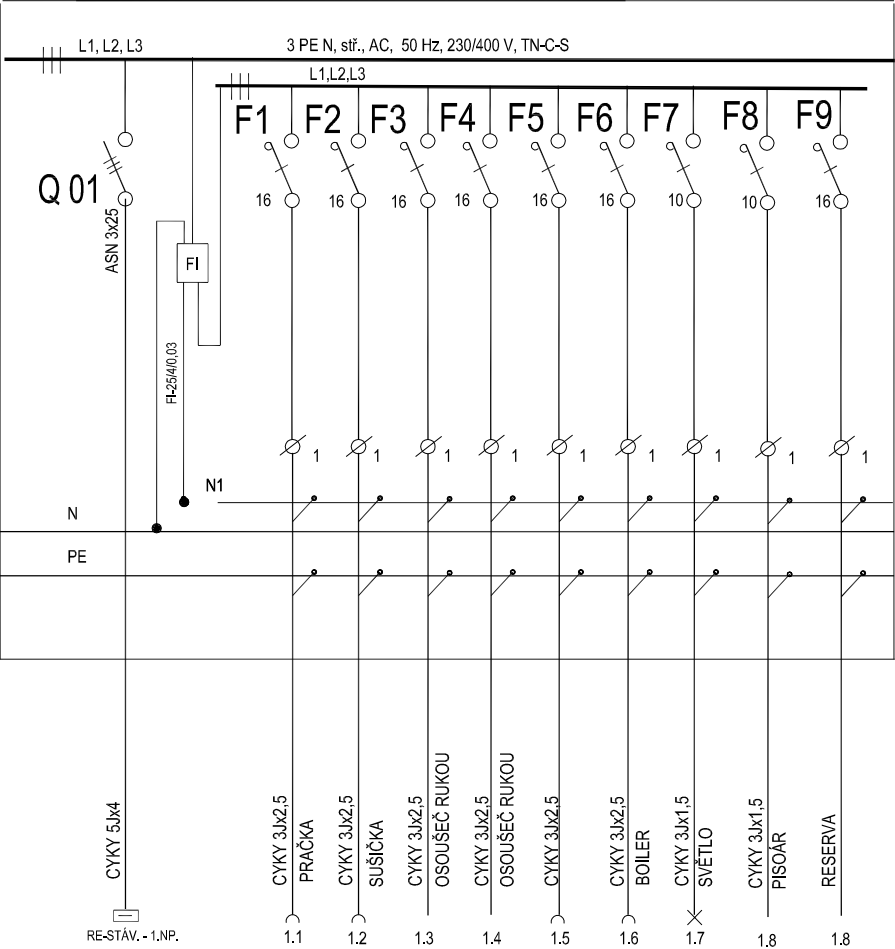 L1, L2, L3
3 PE N, stř., AC, 50 Hz, 230/400 V, TN-C-S
L1,L2,L3
F1
F2
F3
F4
F5
F6
F7
F8
F9
Q 01
ASN 3x25
16
16
16
16
16
16
10
10
16
FI
FI-25/4/0,03
1
1
1
1
1
1
1
1
1
N1
N
PE
CYKY 5Jx4
CYKY 3Jx2,5
PRAČKA
CYKY 3Jx2,5
SUŠIČKA
CYKY 3Jx2,5
OSOUŠEČ RUKOU
CYKY 3Jx2,5
OSOUŠEČ RUKOU
CYKY 3Jx2,5
CYKY 3Jx2,5
BOILER
CYKY 3Jx1,5
SVĚTLO
CYKY 3Jx1,5
PISOÁR
RESERVA
RE-STÁV. - 1.NP.
1.1
1.2
1.3
1.4
1.5
1.6
1.7
1.8
1.8